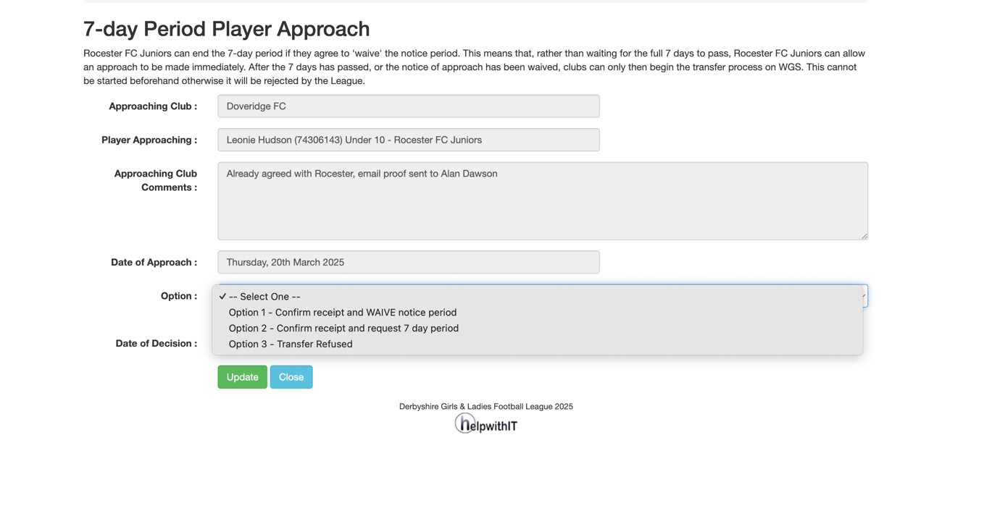 7-day Period Player Approach
Rocester FC Juniors can end the 7-day period if they agree to 'waive' the notice period. This means that, rather than waiting for the full 7 days to pass, Rocester FC Juniors can allow
an approach to be made immediately. After the 7 days has passed, or the notice of approach has been waived, clubs can only then begin the transfer process on WGS. This cannot
be started beforehand otherwise it will be rejected by the League.
Approaching Club : Doveridge FC
Player Approaching : Leonie Hudson (74306143) Under 10 - Rocester FC Juniors
Approaching Club Already agreed with Rocester, email proof sent to Alan Dawson
Comments :
Date of Approach : Thursday, 20th March 2025
Option : ✓ -- Select One --
Option 1 - Confirm receipt and WAIVE notice period
Option 2 - Confirm receipt and request 7 day period
Date of Decision : Option 3 - Transfer Refused
Update Close
Derbyshire Girls & Ladies Football League 2025
helpwithIT